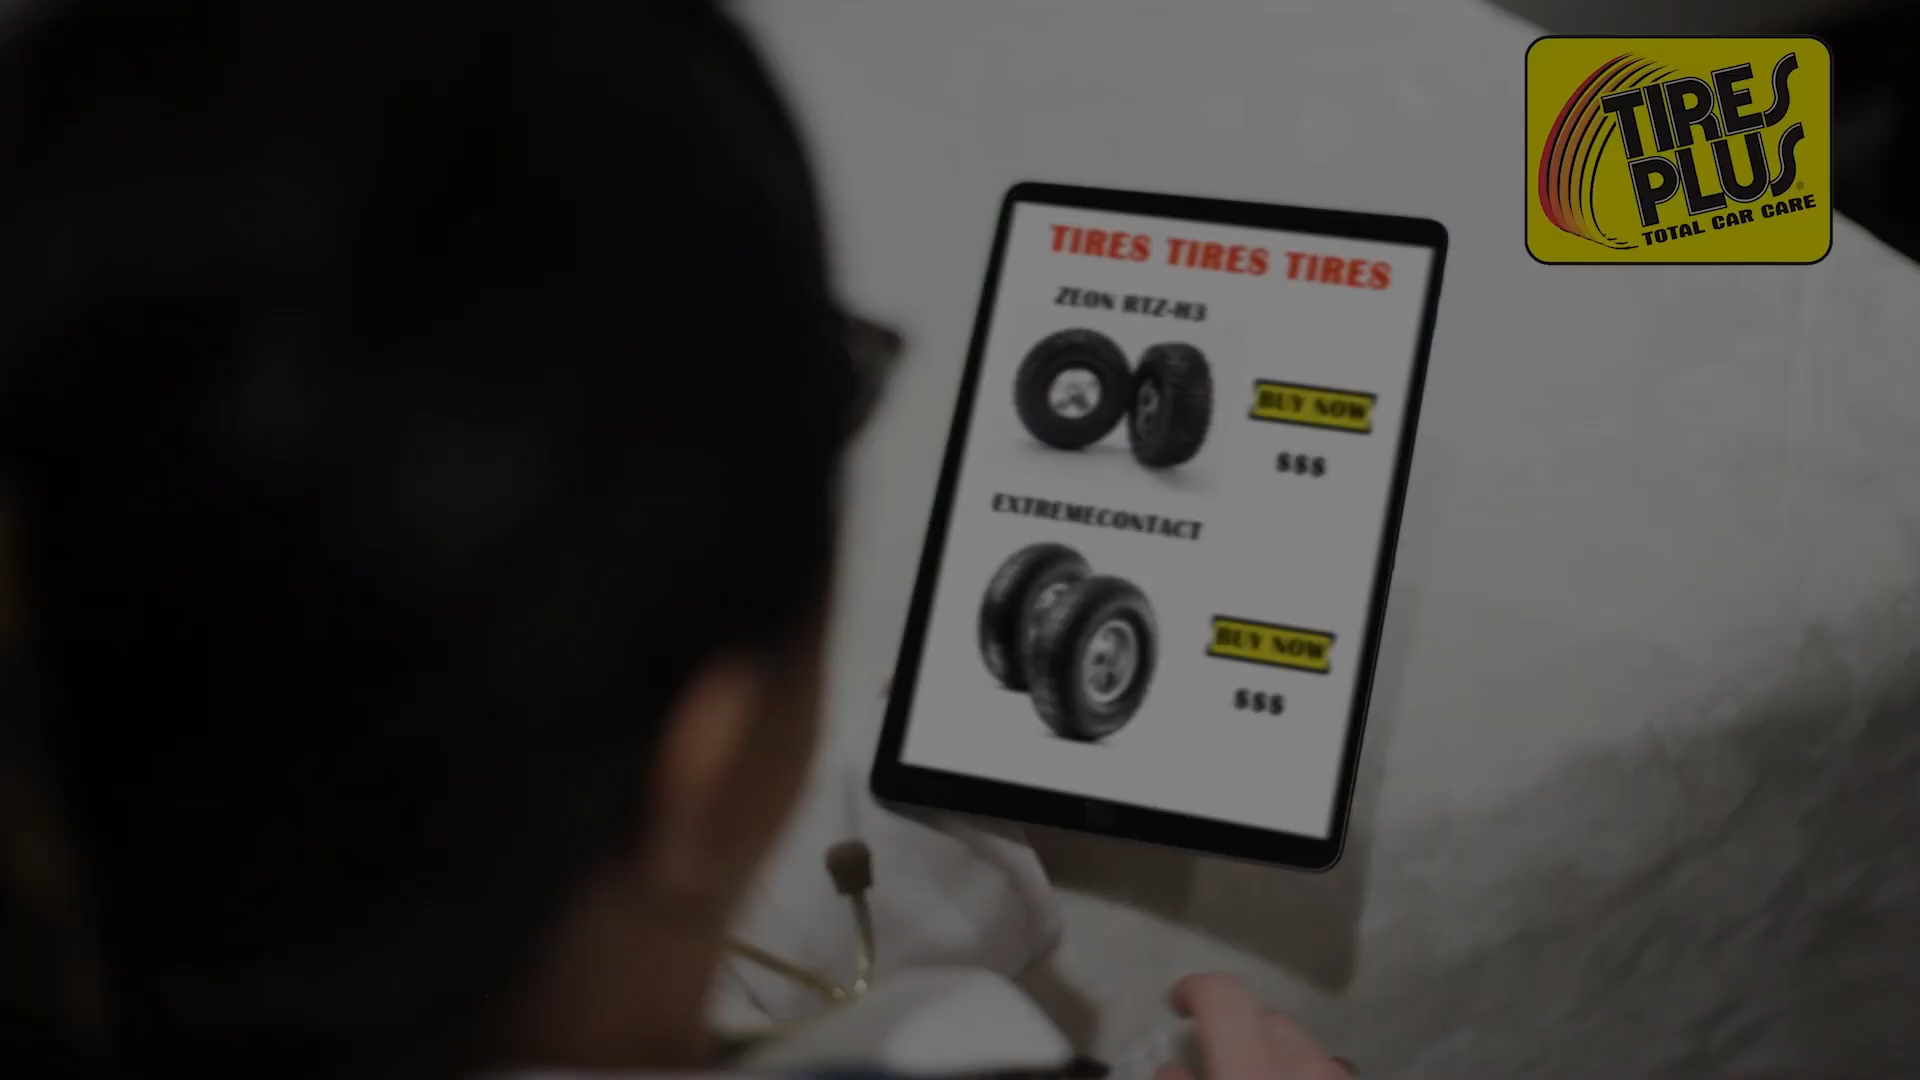 TIRES
PLUS®
TOTAL CAR CARE
TIRES TIRES TIRES
ZEON RTZ-H3
BUY NOW
$$$
EXTREMECONTACT
BUY NOW
$$$